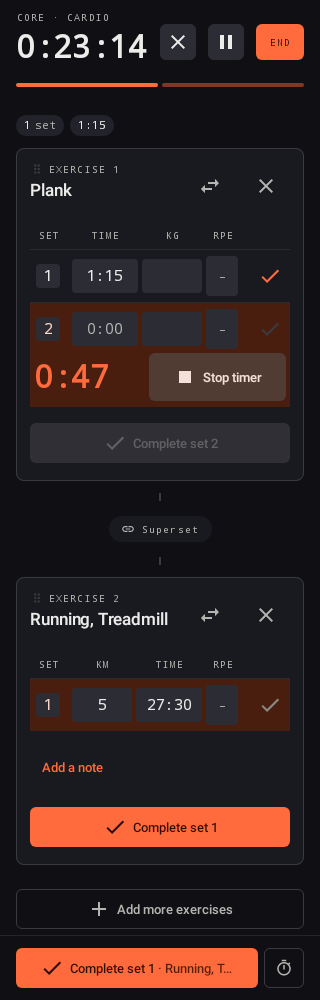 CORE · CARDIO
0:23:14
END
1 set 1:15
EXERCISE 1
Plank
SET TIME KG RPE
1 1:15 –
2 0:00 –
0:47 Stop timer
Complete set 2
Superset
EXERCISE 2
Running, Treadmill
SET KM TIME RPE
1 5 27:30 –
Add a note
Complete set 1
Add more exercises
Complete set 1 · Running, T…